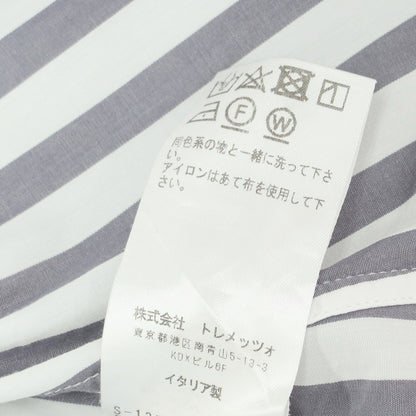 F W
同色系の物と一緒に洗って下さ
アイロンはあて布を使用して下
さい。
株式会社 トレメッツォ
東京都港区南青山5-13-3
KDXビル6F
イタリア製